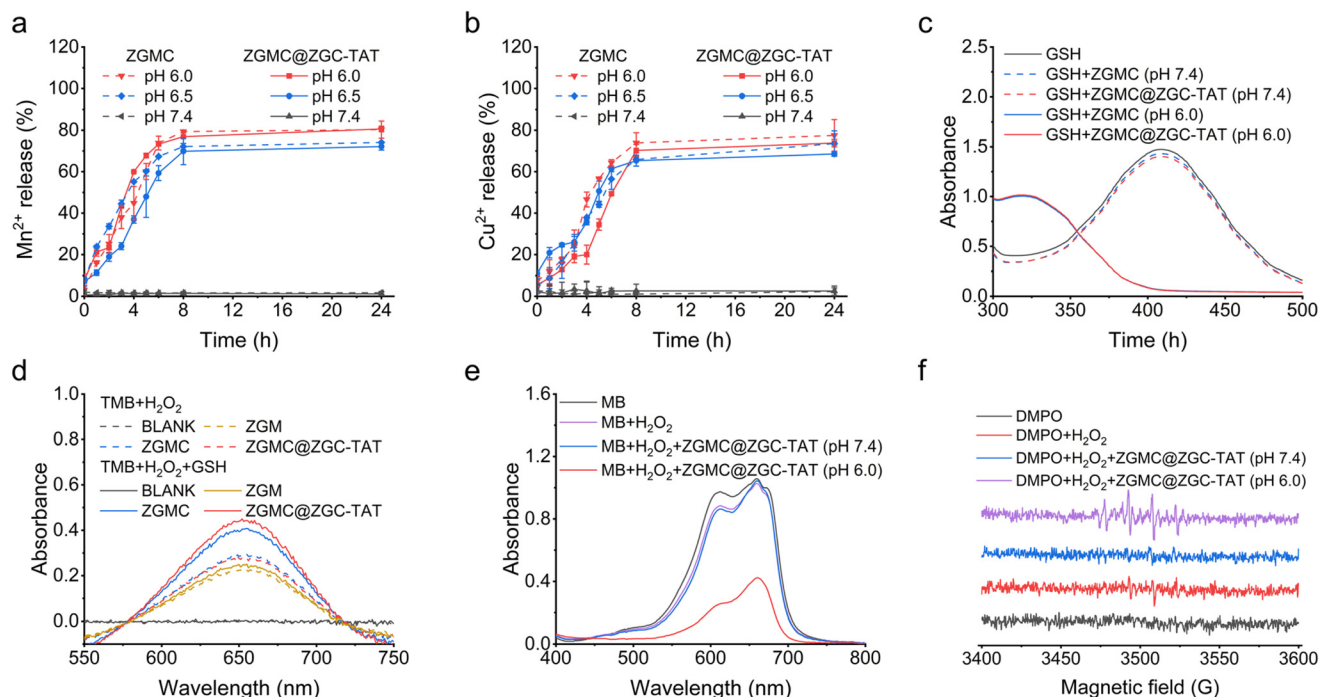 a
120
100
80
60
40
20
0
Mn²⁺ release (%)
0 4 8 12 16 20 24
Time (h)
ZGMC ZGMC@ZGC-TAT
pH 6.0 pH 6.0
pH 6.5 pH 6.5
pH 7.4 pH 7.4
b
120
100
80
60
40
20
0
Cu²⁺ release (%)
0 4 8 12 16 20 24
Time (h)
ZGMC ZGMC@ZGC-TAT
pH 6.0 pH 6.0
pH 6.5 pH 6.5
pH 7.4 pH 7.4
c
2.5
2.0
1.5
1.0
0.5
0.0
Absorbance
300 350 400 450 500
Time (h)
GSH
GSH+ZGMC (pH 7.4)
GSH+ZGMC@ZGC-TAT (pH 7.4)
GSH+ZGMC (pH 6.0)
GSH+ZGMC@ZGC-TAT (pH 6.0)
d
1.0
0.8
0.6
0.4
0.2
0.0
Absorbance
550 600 650 700 750
Wavelength (nm)
TMB+H₂O₂
BLANK ZGM
ZGMC ZGMC@ZGC-TAT
TMB+H₂O₂+GSH
BLANK ZGM
ZGMC ZGMC@ZGC-TAT
e
1.6
1.2
0.8
0.4
0.0
Absorbance
400 500 600 700 800
Wavelength (nm)
MB
MB+H₂O₂
MB+H₂O₂+ZGMC@ZGC-TAT (pH 7.4)
MB+H₂O₂+ZGMC@ZGC-TAT (pH 6.0)
f
DMPO
DMPO+H₂O₂
DMPO+H₂O₂+ZGMC@ZGC-TAT (pH 7.4)
DMPO+H₂O₂+ZGMC@ZGC-TAT (pH 6.0)
3400 3450 3500 3550 3600
Magnetic field (G)